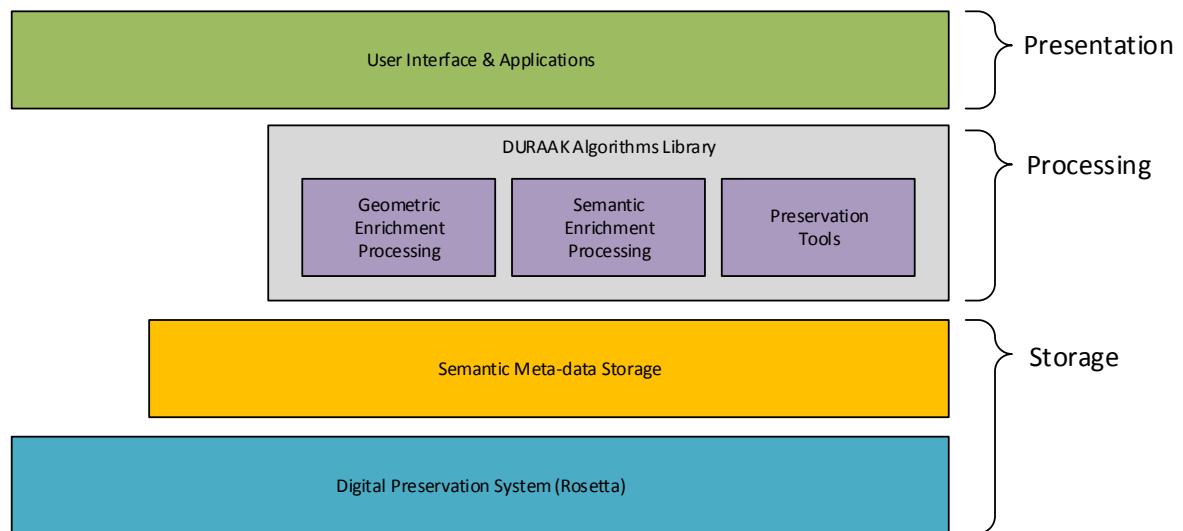 User Interface & Applications
Presentation
DURAAK Algorithms Library
Processing
Geometric
Enrichment
Processing
Semantic
Enrichment
Processing
Preservation
Tools
Semantic Meta-data Storage
Storage
Digital Preservation System (Rosetta)